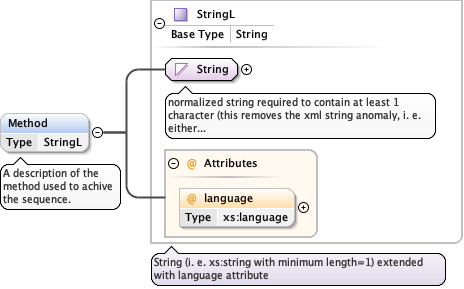 StringL
Base Type String
String
normalized string required to contain at least 1
character (this removes the xml string anomaly, i. e.
either...
Method
Type StringL
A description of the
method used to achive
the sequence.
@ Attributes
@ language
Type xs:language
String (i. e. xs:string with minimum length=1) extended
with language attribute